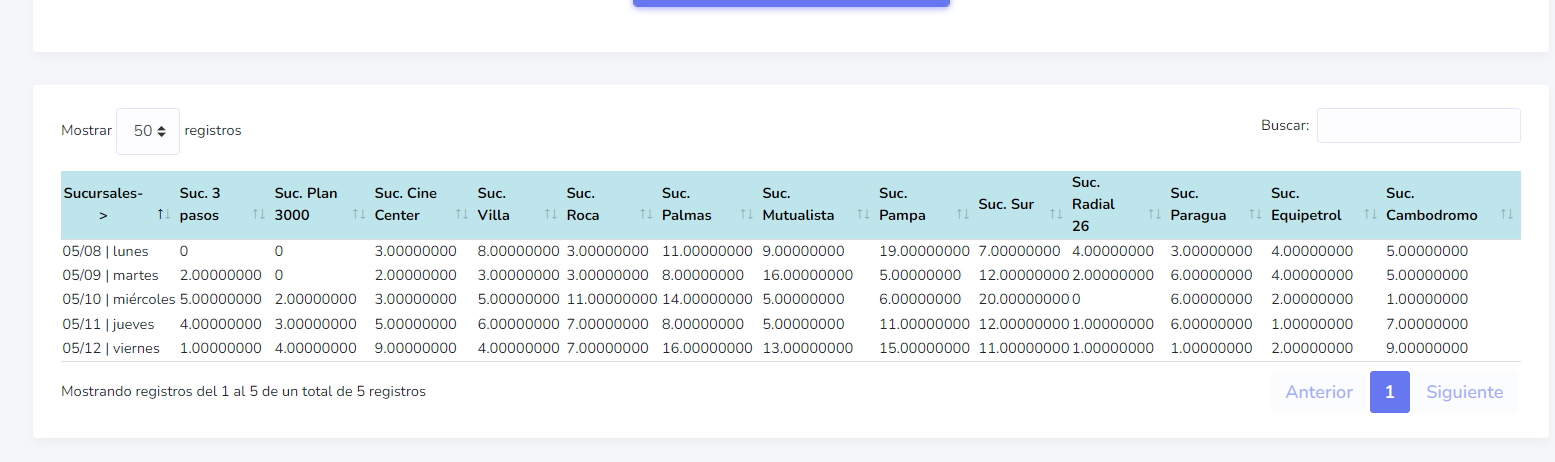 Mostrar 50 registros Buscar:
Sucursales-> Suc. 3 pasos Suc. Plan 3000 Suc. Cine Center Suc. Villa Suc. Roca Suc. Palmas Suc. Mutualista Suc. Pampa Suc. Sur Suc. Radial 26 Suc. Paragua Suc. Equipetrol Suc. Cambodromo
05/08 | lunes 0 0 3.00000000 8.00000000 3.00000000 11.00000000 9.00000000 19.00000000 7.00000000 4.00000000 3.00000000 4.00000000 5.00000000
05/09 | martes 2.00000000 0 2.00000000 3.00000000 3.00000000 8.00000000 16.00000000 5.00000000 12.00000000 2.00000000 6.00000000 4.00000000 5.00000000
05/10 | miércoles 5.00000000 2.00000000 3.00000000 5.00000000 11.00000000 14.00000000 5.00000000 6.00000000 20.00000000 0 6.00000000 2.00000000 1.00000000
05/11 | jueves 4.00000000 3.00000000 5.00000000 6.00000000 7.00000000 8.00000000 5.00000000 11.00000000 12.00000000 1.00000000 6.00000000 1.00000000 7.00000000
05/12 | viernes 1.00000000 4.00000000 9.00000000 4.00000000 7.00000000 16.00000000 13.00000000 15.00000000 11.00000000 1.00000000 1.00000000 2.00000000 9.00000000
Mostrando registros del 1 al 5 de un total de 5 registros Anterior 1 Siguiente